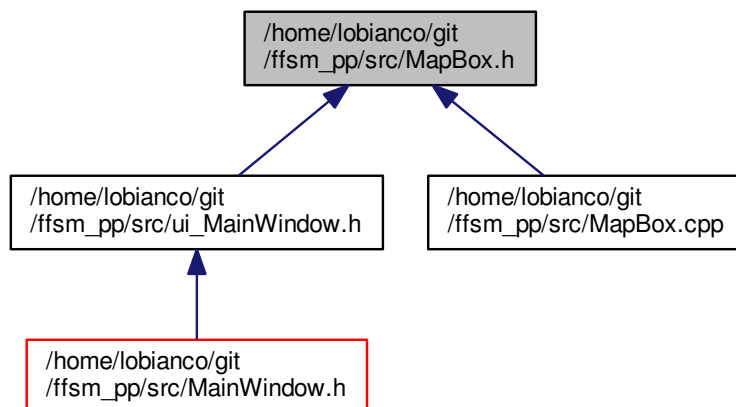 /home/lobianco/git
/ffsm_pp/src/MapBox.h
/home/lobianco/git
/ffsm_pp/src/ui_MainWindow.h
/home/lobianco/git
/ffsm_pp/src/MapBox.cpp
/home/lobianco/git
/ffsm_pp/src/MainWindow.h